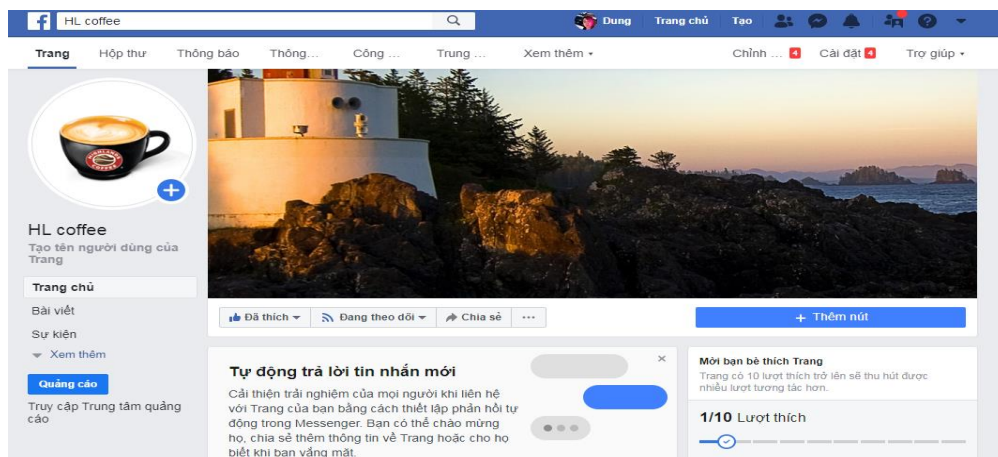 HL coffee
Dung Trang chủ Tạo
Trang Hộp thư Thông báo Thông... Công ... Trung ... Xem thêm Chỉnh ... 4 Cài đặt 4 Trợ giúp
HIGHLANDS COFFEE
HL coffee
Tạo tên người dùng của
Trang
Trang chủ
Bài viết
Sự kiện
Xem thêm
Quảng cáo
Truy cập Trung tâm quảng
cáo
Đã thích Đang theo dõi Chia sẻ ...
+ Thêm nút
Tự động trả lời tin nhắn
mới
Cải thiện trải nghiệm của mọi người khi liên hệ
với Trang của bạn bằng cách thiết lập phản hồi tự
động trong Messenger. Bạn có thể chào mừng
họ, chia sẻ thêm thông tin về Trang hoặc cho họ
biết khi bạn vắng mặt.
Mời bạn bè thích Trang
Trang có 10 lượt thích trở lên sẽ thu hút được
nhiều lượt tương tác hơn.
1/10 Lượt thích